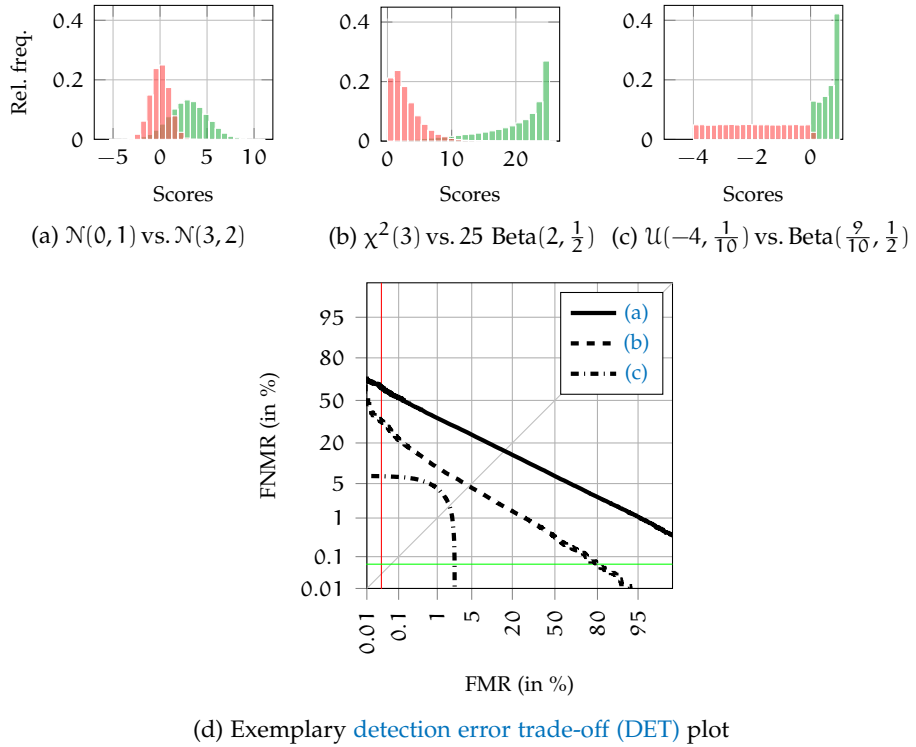 Rel. freq.
0.4
0.2
0
−5 0 5 10
Scores
(a) N(0, 1) vs. N(3, 2)
0.4
0.2
0
0 10 20
Scores
(b) χ²(3) vs. 25 Beta(2, 1/2)
0.4
0.2
0
−4 −2 0
Scores
(c) U(−4, 1/10) vs. Beta(9/10, 1/2)
FNMR (in %)
95
80
50
20
5
1
0.1
0.01
(a)
(b)
(c)
0.01 0.1 1 5 20 50 80 95
FMR (in %)
(d) Exemplary detection error trade-off (DET) plot